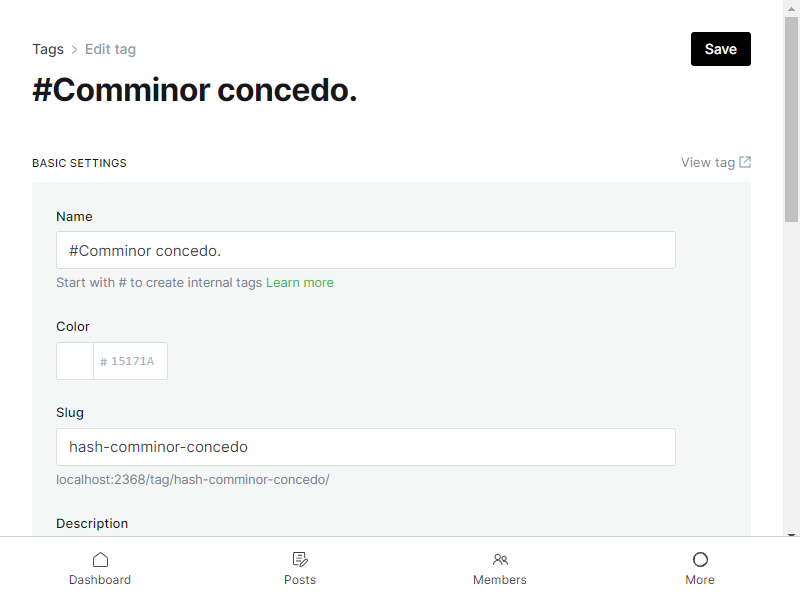 Tags > Edit tag
Save
#Comminor concedo.
BASIC SETTINGS
View tag
Name
#Comminor concedo.
Start with # to create internal tags Learn more
Color
# 15171A
Slug
hash-comminor-concedo
localhost:2368/tag/hash-comminor-concedo/
Description
Dashboard
Posts
Members
More